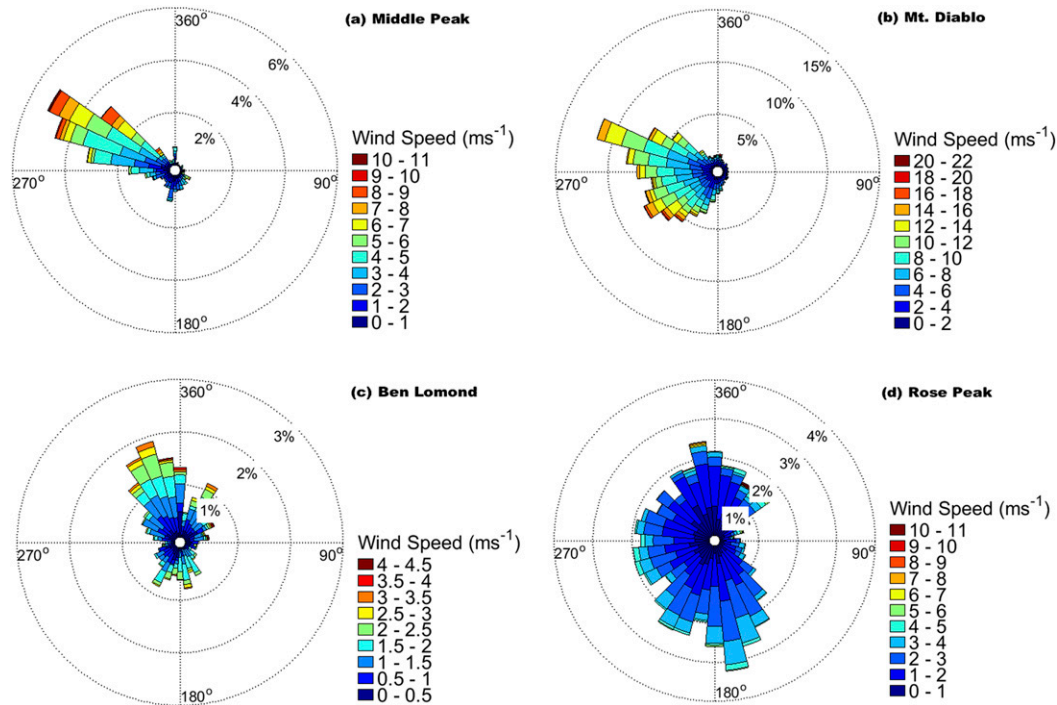 (a) Middle Peak
360°
6%
4%
2%
270°
90°
180°
Wind Speed (ms⁻¹)
10 - 11
9 - 10
8 - 9
7 - 8
6 - 7
5 - 6
4 - 5
3 - 4
2 - 3
1 - 2
0 - 1
(b) Mt. Diablo
360°
15%
10%
5%
270°
90°
180°
Wind Speed (ms⁻¹)
20 - 22
18 - 20
16 - 18
14 - 16
12 - 14
10 - 12
8 - 10
6 - 8
4 - 6
2 - 4
0 - 2
(c) Ben Lomond
360°
3%
2%
1%
270°
90°
180°
Wind Speed (ms⁻¹)
4 - 4.5
3.5 - 4
3 - 3.5
2.5 - 3
2 - 2.5
1.5 - 2
1 - 1.5
0.5 - 1
0 - 0.5
(d) Rose Peak
360°
4%
3%
2%
1%
270°
90°
180°
Wind Speed (ms⁻¹)
10 - 11
9 - 10
8 - 9
7 - 8
6 - 7
5 - 6
4 - 5
3 - 4
2 - 3
1 - 2
0 - 1